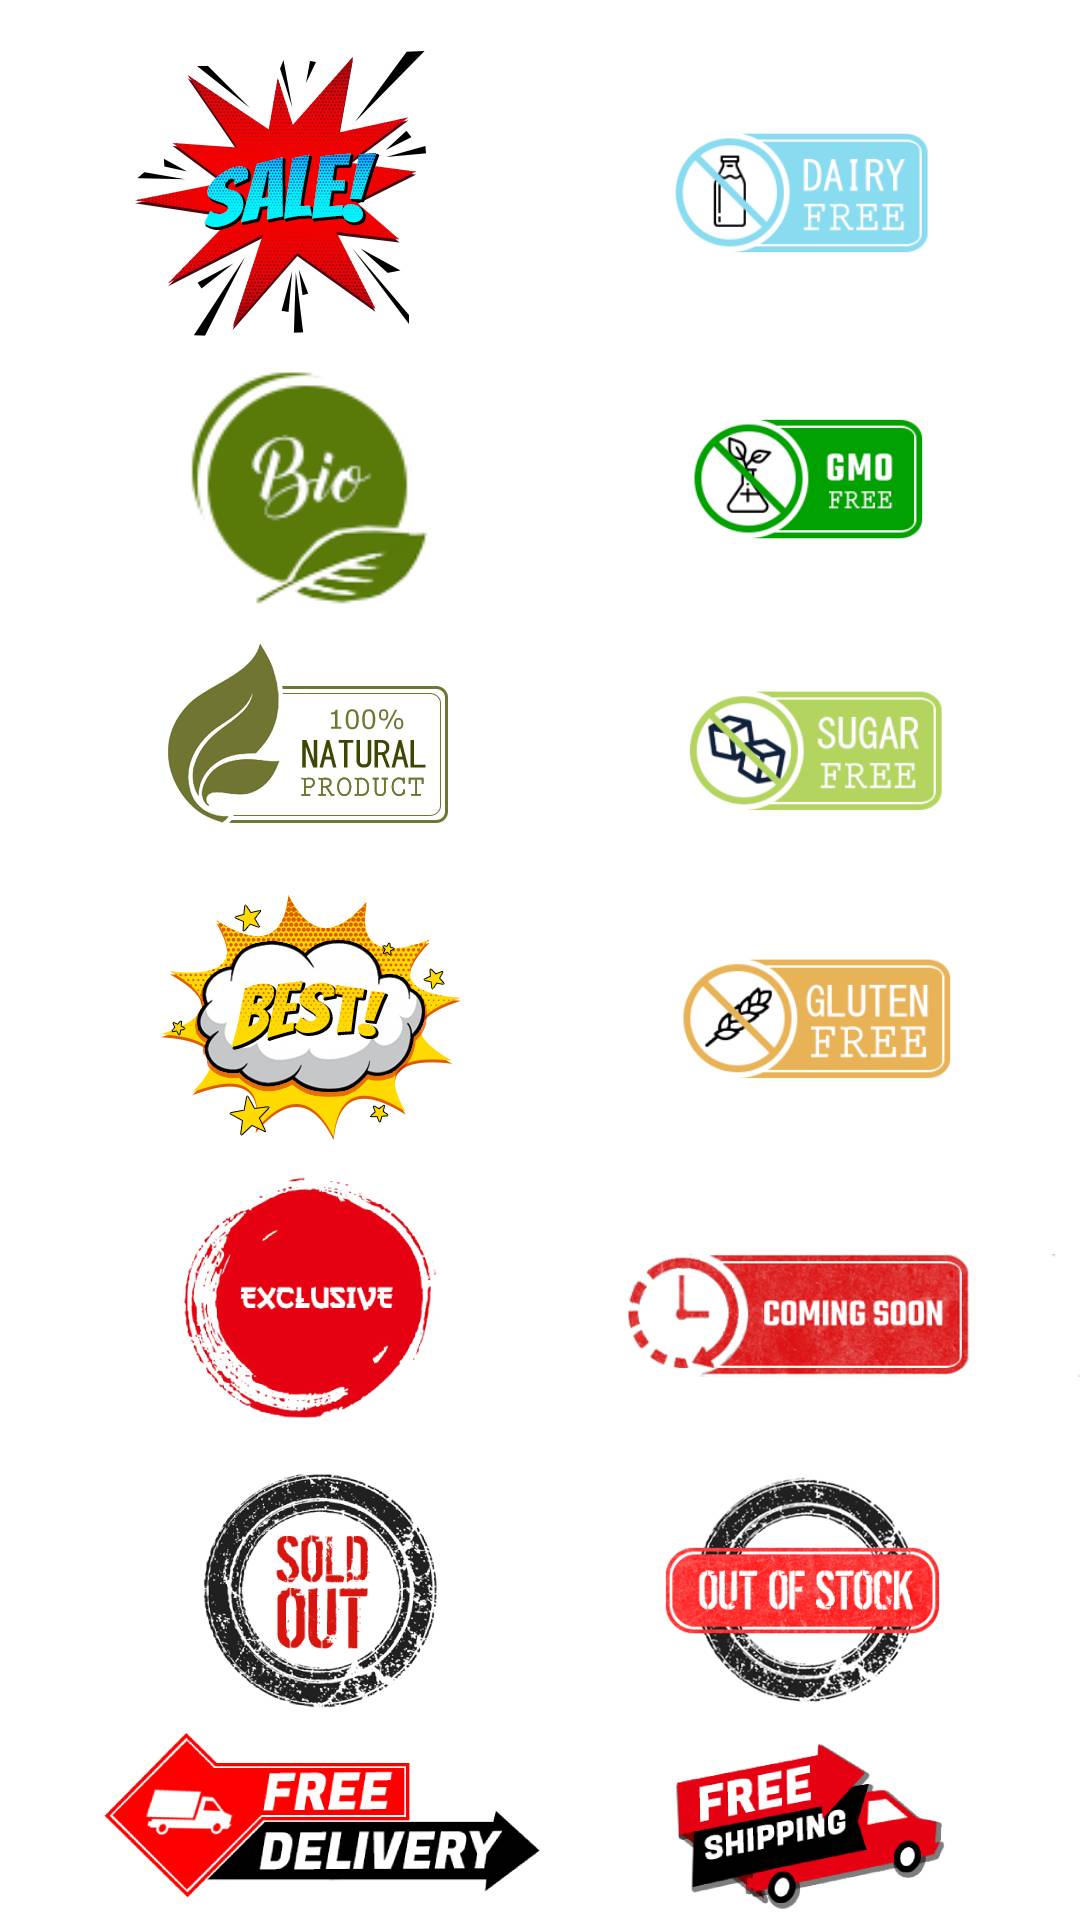 SALE!
DAIRY
FREE
Bio
GMO
FREE
100%
NATURAL
PRODUCT
SUGAR
FREE
BEST!
GLUTEN
FREE
EXCLUSIVE
COMING SOON
SOLD
OUT
OUT OF STOCK
FREE
DELIVERY
FREE
SHIPPING